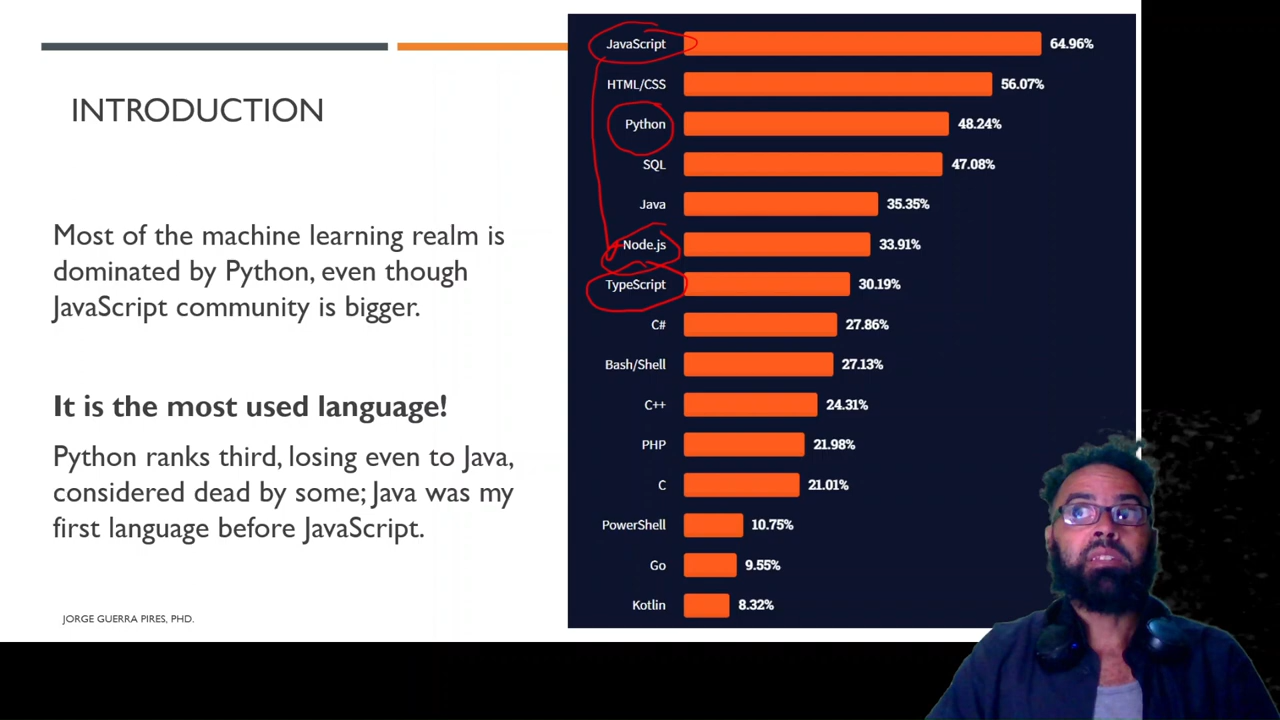 INTRODUCTION
Most of the machine learning realm is
dominated by Python, even though
JavaScript community is bigger.
It is the most used language!
Python ranks third, losing even to Java,
considered dead by some; Java was my
first language before JavaScript.
JORGE GUERRA PIRES, PHD.
JavaScript 64.96%
HTML/CSS 56.07%
Python 48.24%
SQL 47.08%
Java 35.35%
Node.js 33.91%
TypeScript 30.19%
C# 27.86%
Bash/Shell 27.13%
C++ 24.31%
PHP 21.98%
C 21.01%
PowerShell 10.75%
Go 9.55%
Kotlin 8.32%